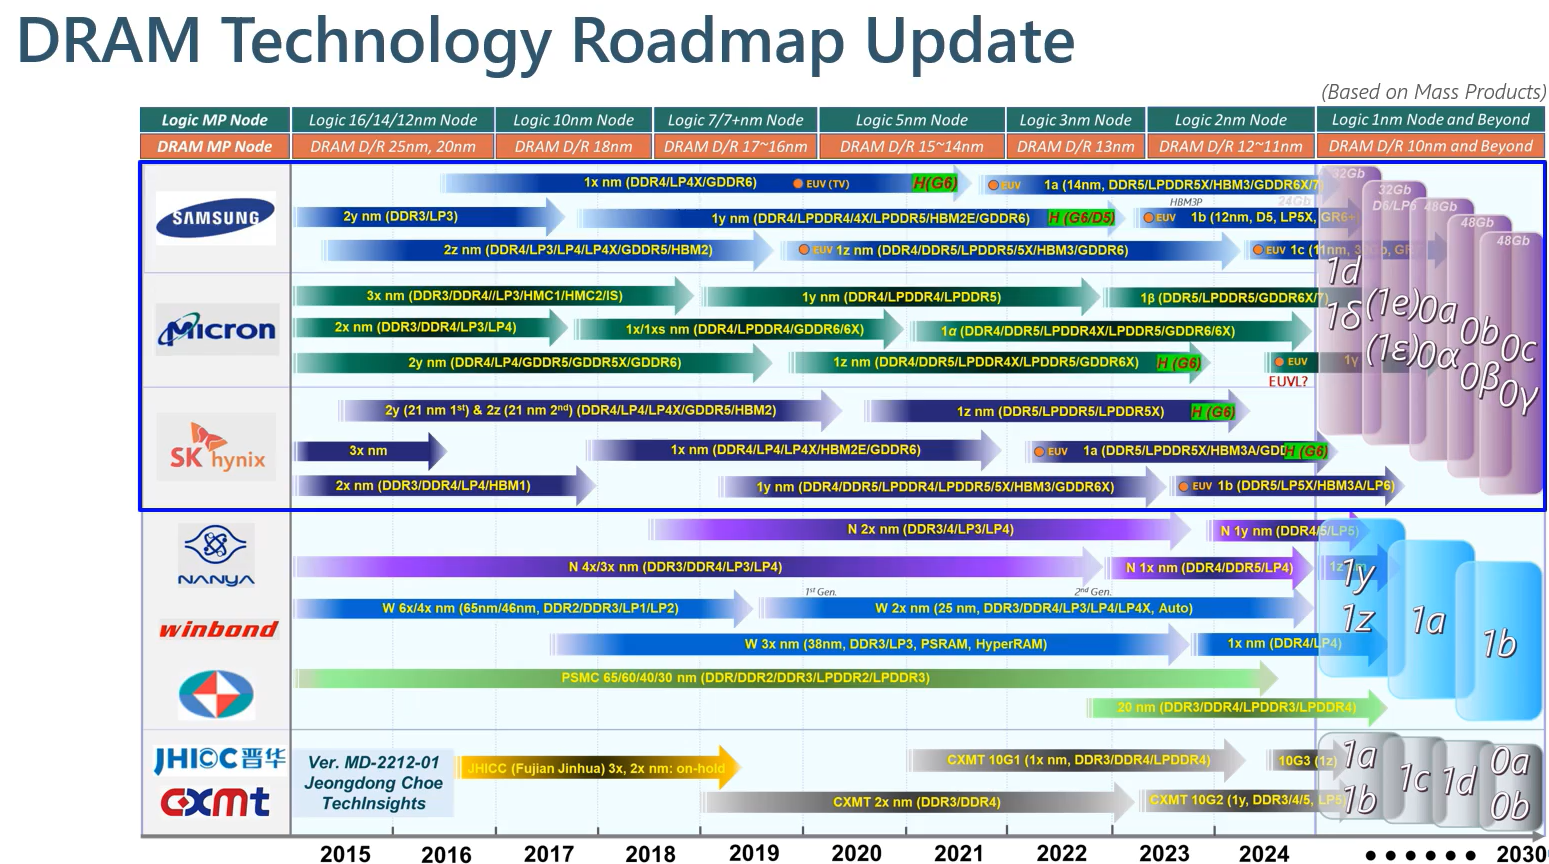 DRAM Technology Roadmap Update
(Based on Mass Products)
Logic MP Node Logic 16/14/12nm Node Logic 10nm Node Logic 7/7+nm Node Logic 5nm Node Logic 3nm Node Logic 2nm Node Logic 1nm Node and Beyond
DRAM MP Node DRAM D/R 25nm, 20nm DRAM D/R 18nm DRAM D/R 17~16nm DRAM D/R 15~14nm DRAM D/R 13nm DRAM D/R 12~11nm DRAM D/R 10nm and Beyond
SAMSUNG
1x nm (DDR4/LP4X/GDDR6) EUV (TV) H(G6) EUV 1a (14nm, DDR5/LPDDR5X/HBM3/GDDR6X/7
HBM3P
24Gb
2y nm (DDR3/LP3) 1y nm (DDR4/LPDDR4/4X/LPDDR5/HBM2E/GDDR6) H (G6/D5) EUV 1b (12nm, D5, LP5X, GR6+
2z nm (DDR4/LP3/LP4/LP4X/GDDR5/HBM2) EUV 1z nm (DDR4/DDR5/LPDDR5/5X/HBM3/GDDR6) EUV 1c (11nm,
32Gb
32Gb
D6/LP6
48Gb
48Gb
48Gb
Micron
3x nm (DDR3/DDR4//LP3/HMC1/HMC2/IS) 1y nm (DDR4/LPDDR4/LPDDR5) 1β (DDR5/LPDDR5/GDDR6X/7)
2x nm (DDR3/DDR4/LP3/LP4) 1x/1xs nm (DDR4/LPDDR4/GDDR6/6X) 1α (DDR4/DDR5/LPDDR4X/LPDDR5/GDDR6/6X)
2y nm (DDR4/LP4/GDDR5/GDDR5X/GDDR6) 1z nm (DDR4/DDR5/LPDDR4X/LPDDR5/GDDR6X) H (G6) EUV 1γ
EUVL?
1d
1δ
(1e)
(1ε)
0a
0α
0b
0β
0c
0γ
SK hynix
2y (21 nm 1st) & 2z (21 nm 2nd) (DDR4/LP4/LP4X/GDDR5/HBM2) 1z nm (DDR5/LPDDR5/LPDDR5X) H (G6)
3x nm 1x nm (DDR4/LP4/LP4X/HBM2E/GDDR6) EUV 1a (DDR5/LPDDR5X/HBM3A/GDD H (G6)
2x nm (DDR3/DDR4/LP4/HBM1) 1y nm (DDR4/DDR5/LPDDR4/LPDDR5/5X/HBM3/GDDR6X) EUV 1b (DDR5/LP5X/HBM3A/LP6)
NANYA
N 2x nm (DDR3/4/LP3/LP4) N 1y nm (DDR4/5/LP5)
N 4x/3x nm (DDR3/DDR4/LP3/LP4) N 1x nm (DDR4/DDR5/LP4)
winbond
1st Gen. 2nd Gen.
W 6x/4x nm (65nm/46nm, DDR2/DDR3/LP1/LP2) W 2x nm (25 nm, DDR3/DDR4/LP3/LP4/LP4X, Auto)
W 3x nm (38nm, DDR3/LP3, PSRAM, HyperRAM) 1x nm (DDR4/LP4)
PSMC 65/60/40/30 nm (DDR/DDR2/DDR3/LPDDR2/LPDDR3)
20 nm (DDR3/DDR4/LPDDR3/LPDDR4)
1y
1z
1a
1b
JHICC晋华
CXMT
Ver. MD-2212-01
Jeongdong Choe
TechInsights
JHICC (Fujian Jinhua) 3x, 2x nm: on-hold CXMT 10G1 (1x nm, DDR3/DDR4/LPDDR4) 10G3 (1z)
CXMT 2x nm (DDR3/DDR4) CXMT 10G2 (1y, DDR3/4/5, LP5
1a
1b
1c
1d
0a
0b
2015 2016 2017 2018 2019 2020 2021 2022 2023 2024 ● ● ● ● ● ● 2030